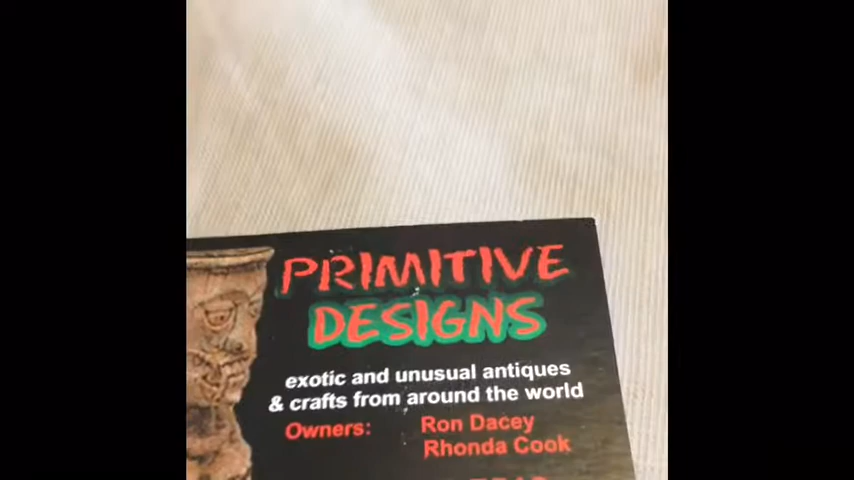 PRIMITIVE
DESIGNS
exotic and unusual antiques
& crafts from around the world
Owners: Ron Dacey
Rhonda Cook